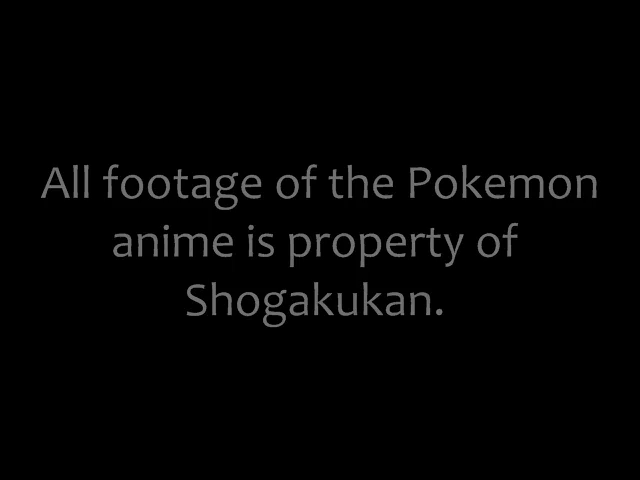 All footage of the Pokemon
anime is property of
Shogakukan.